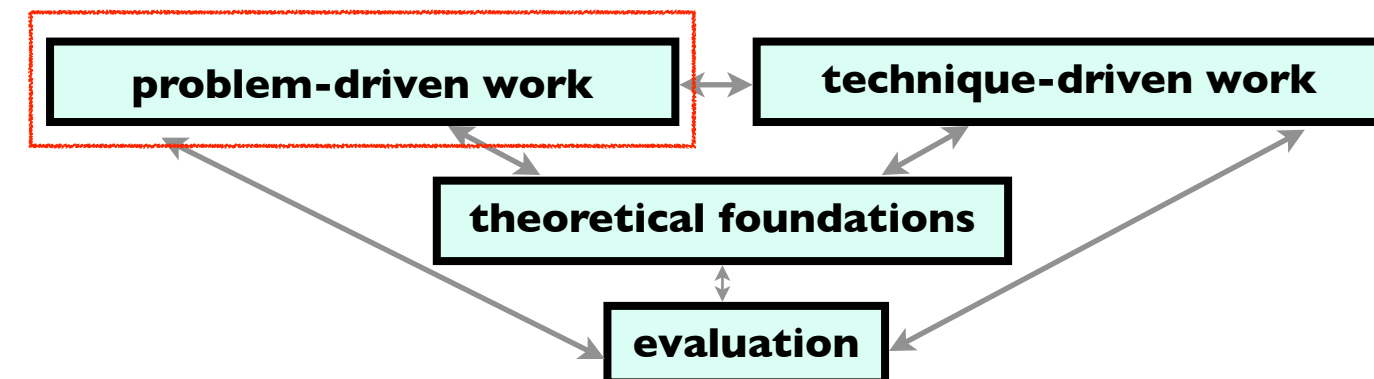 problem-driven work
technique-driven work
theoretical foundations
evaluation